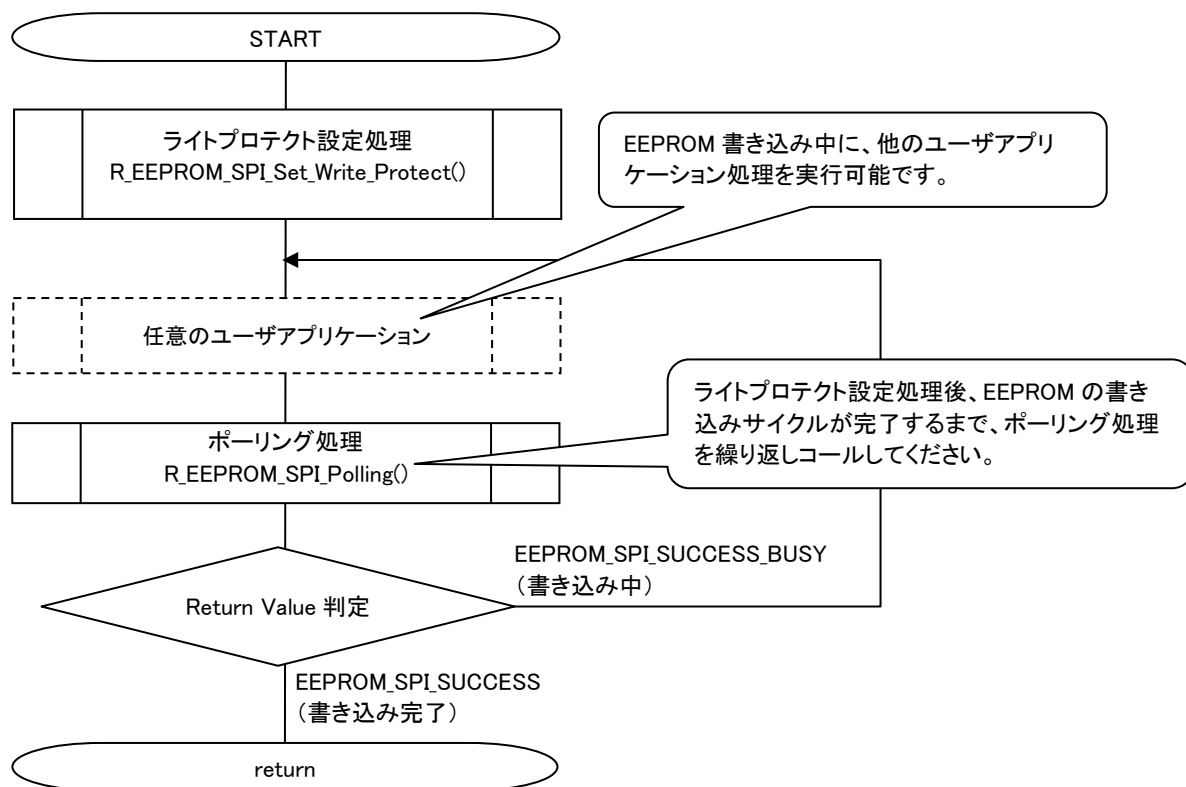 START
ライトプロテクト設定処理
R_EEPROM_SPI_Set_Write_Protect()
EEPROM 書き込み中に、他のユーザアプリ
ケーション処理を実行可能です。
任意のユーザアプリケーション
ライトプロテクト設定処理後、EEPROM の書き
込みサイクルが完了するまで、ポーリング処理
を繰り返しコールしてください。
ポーリング処理
R_EEPROM_SPI_Polling()
EEPROM_SPI_SUCCESS_BUSY
（書き込み中）
Return Value 判定
EEPROM_SPI_SUCCESS
（書き込み完了）
return